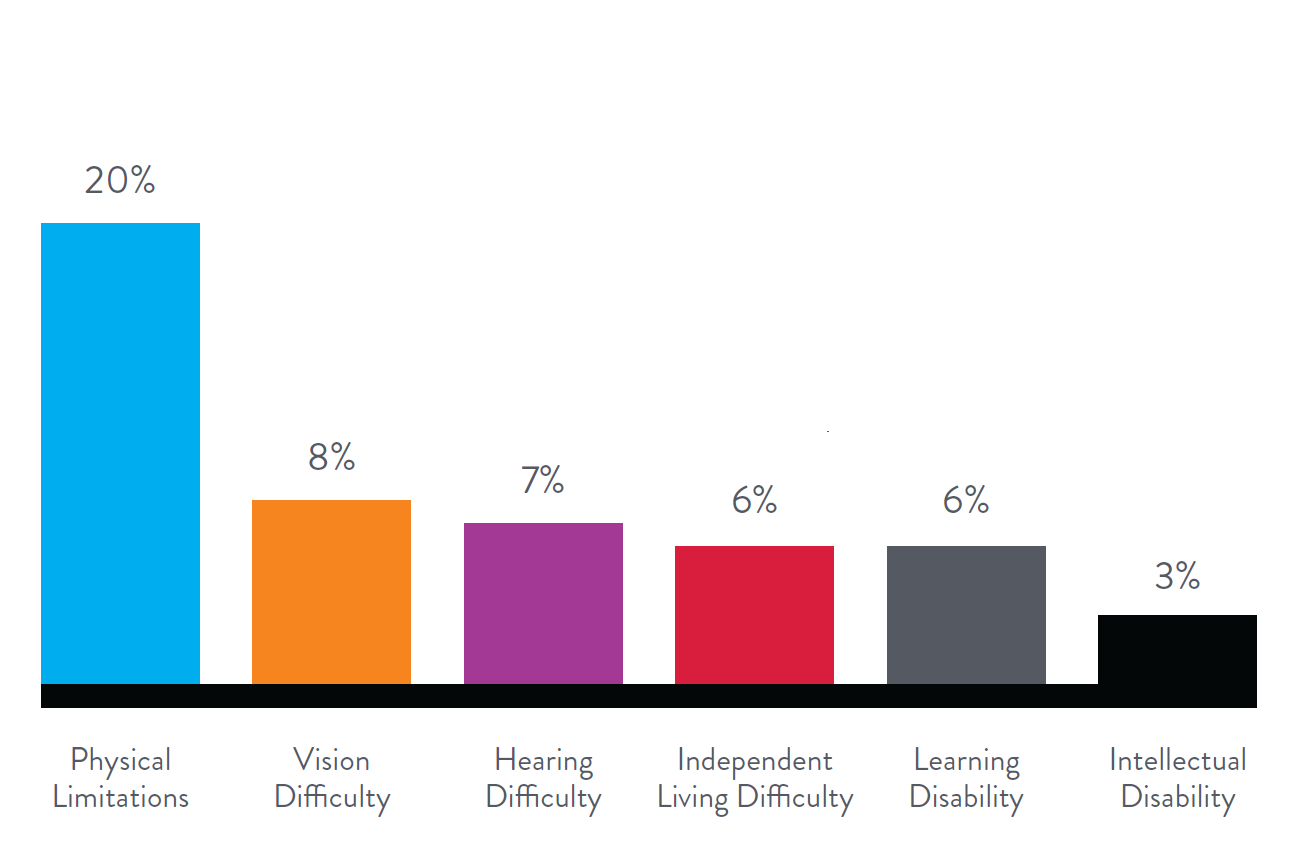 20%
8%
7%
6%
6%
3%
Physical
Limitations
Vision
Difficulty
Hearing
Difficulty
Independent
Living Difficulty
Learning
Disability
Intellectual
Disability